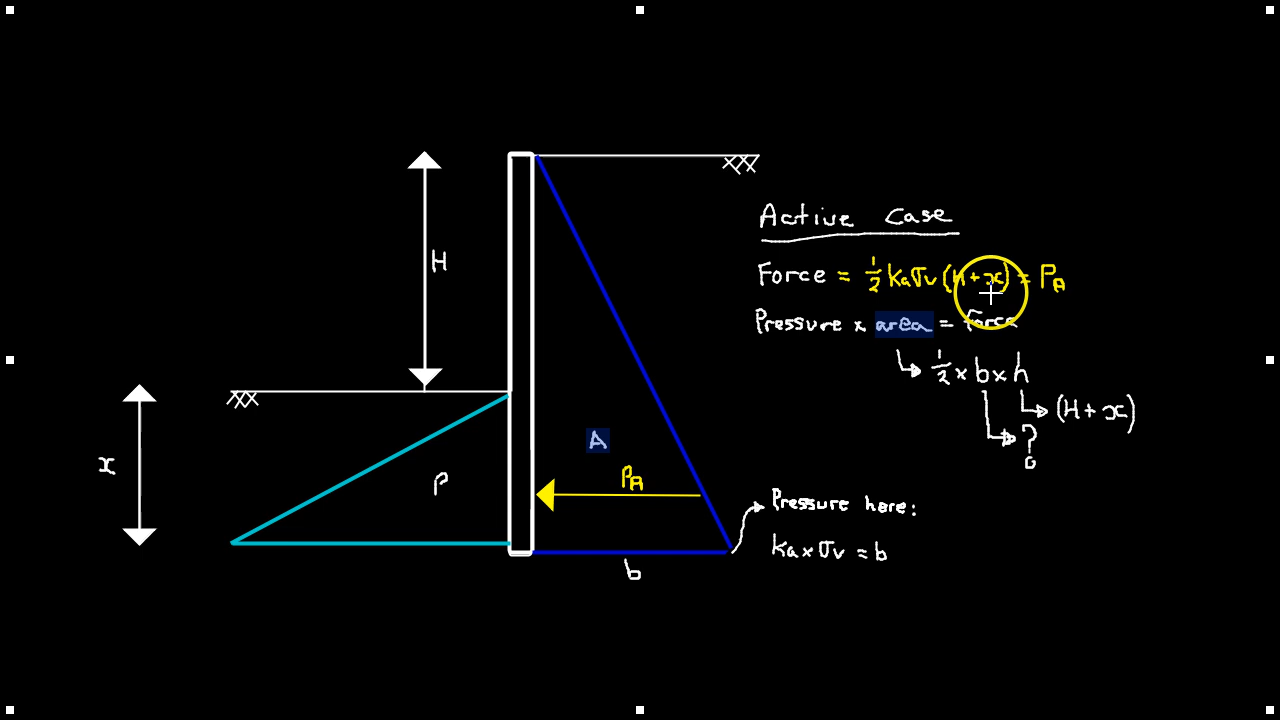 Active Case
H
Force = 1/2 kaσv (H+x) = PA
Pressure x area = force
1/2 x b x h
(H+x)
?
A
x
P
PA
Pressure here:
ka x σv = b
b